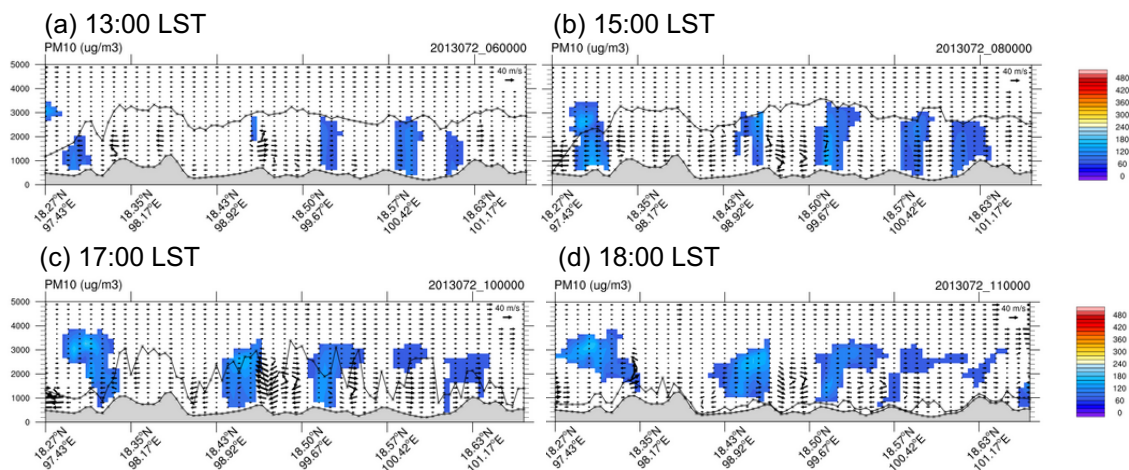 (a) 13:00 LST
PM10 (ug/m3) 2013072_060000
40 m/s
5000
4000
3000
2000
1000
0
18.27°N 97.43°E
18.35°N 98.17°E
18.43°N 98.92°E
18.50°N 99.67°E
18.57°N 100.42°E
18.63°N 101.17°E
(b) 15:00 LST
PM10 (ug/m3) 2013072_080000
40 m/s
5000
4000
3000
2000
1000
0
18.27°N 97.43°E
18.35°N 98.17°E
18.43°N 98.92°E
18.50°N 99.67°E
18.57°N 100.42°E
18.63°N 101.17°E
480
420
360
300
240
180
120
60
0
(c) 17:00 LST
PM10 (ug/m3) 2013072_100000
40 m/s
5000
4000
3000
2000
1000
0
18.27°N 97.43°E
18.35°N 98.17°E
18.43°N 98.92°E
18.50°N 99.67°E
18.57°N 100.42°E
18.63°N 101.17°E
(d) 18:00 LST
PM10 (ug/m3) 2013072_110000
40 m/s
5000
4000
3000
2000
1000
0
18.27°N 97.43°E
18.35°N 98.17°E
18.43°N 98.92°E
18.50°N 99.67°E
18.57°N 100.42°E
18.63°N 101.17°E
480
420
360
300
240
180
120
60
0